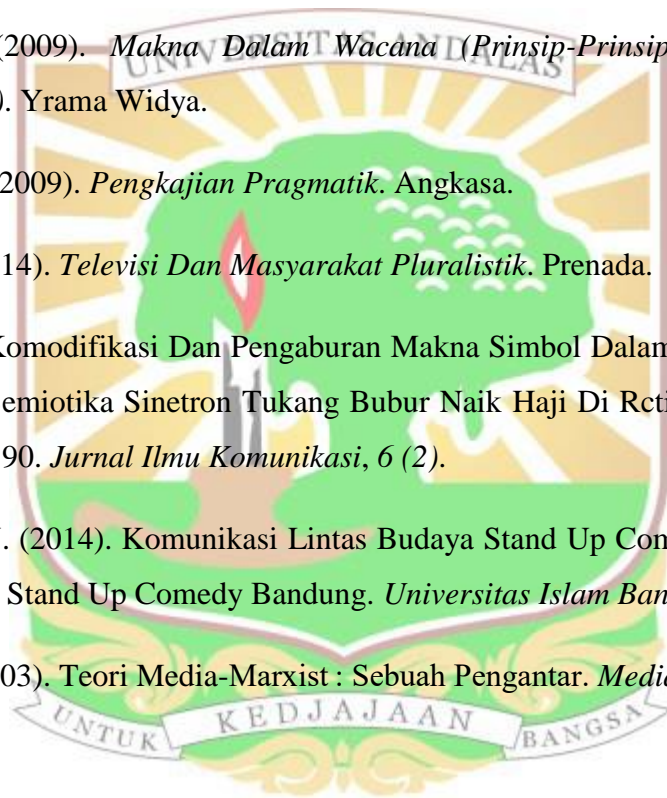 (2009). Makna Dalam Wacana (Prinsip-Prinsip
UNIVERSITAS ANDALAS
). Yrama Widya.
2009). Pengkajian Pragmatik. Angkasa.
14). Televisi Dan Masyarakat Pluralistik. Prenada.
Komodifikasi Dan Pengaburan Makna Simbol Dalam
emiotika Sinetron Tukang Bubur Naik Haji Di Rcti
90. Jurnal Ilmu Komunikasi, 6 (2).
. (2014). Komunikasi Lintas Budaya Stand Up Com
Stand Up Comedy Bandung. Universitas Islam Ban
03). Teori Media-Marxist : Sebuah Pengantar. Media
UNTUK KEDJAJAAN BANGSA